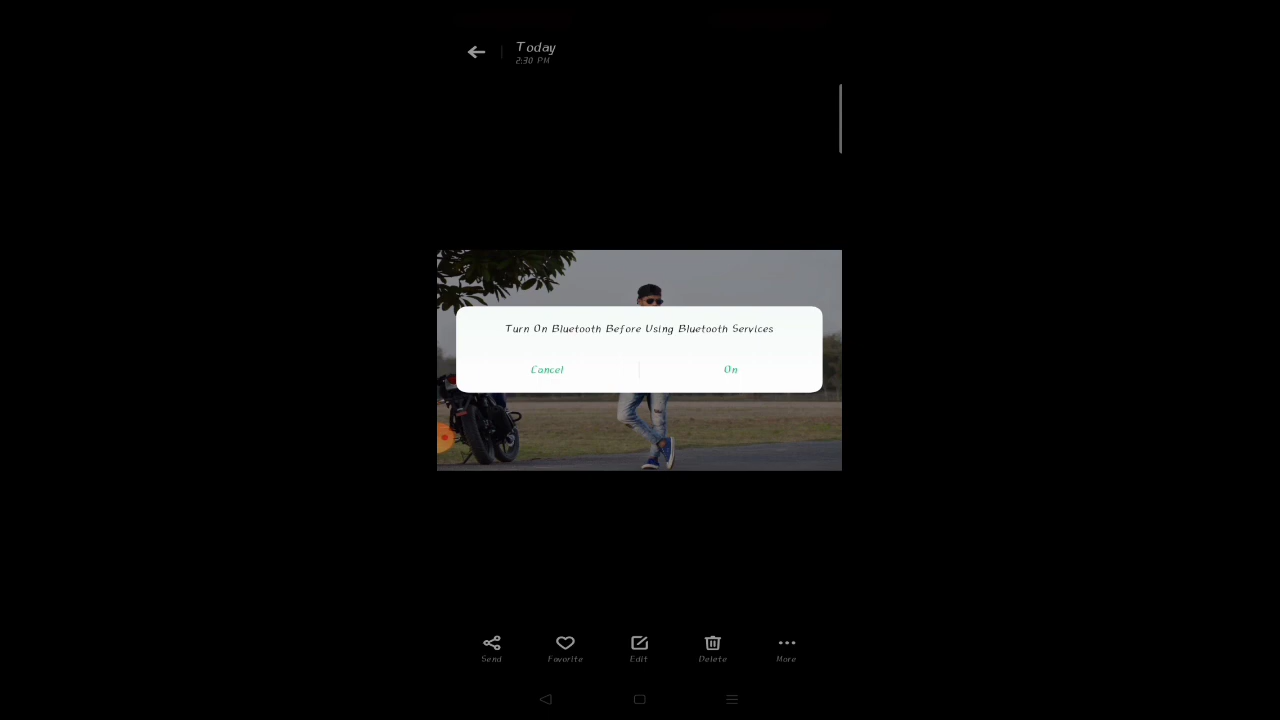 Today
2:30 PM
Turn On Bluetooth Before Using Bluetooth Services
Cancel
On
Send
Favorite
Edit
Delete
More